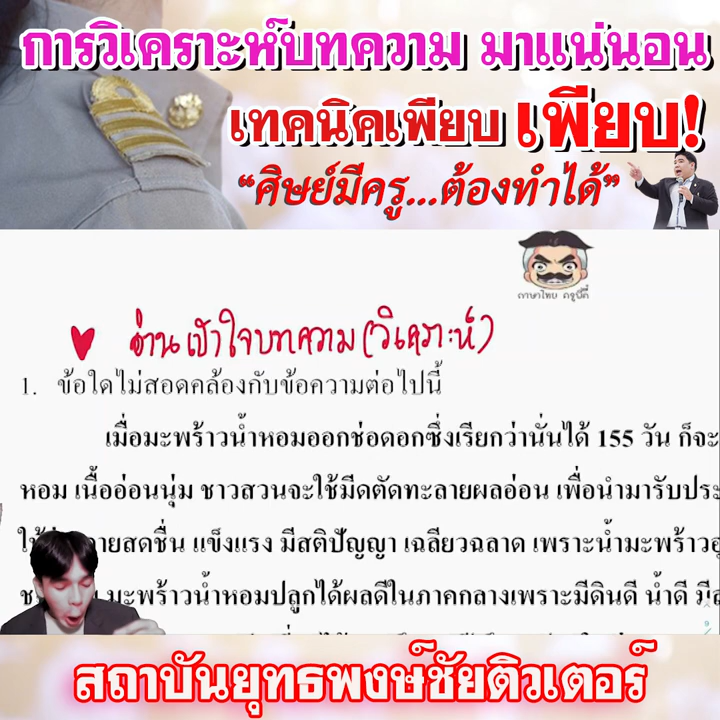 การวิเคราะห์บทความ มาแน่นอน
เทคนิคเพียบ เพียบ!
“ศิษย์มีครู...ต้องทำได้”
ภาษาไทย ครูบี้
อ่านเข้าใจบทความ (วิเคราะห์)
1. ข้อใดไม่สอดคล้องกับข้อความต่อไปนี้
เมื่อมะพร้าวน้ำหอมออกช่อดอกซึ่งเรียกว่านั่นได้ 155 วัน ก็จะ
หอม เนื้ออ่อนนุ่ม ชาวสวนจะใช้มีดตัดทะลายผลอ่อน เพื่อนำมารับประ
ายสดชื่น แข็งแรง มีสติปัญญา เฉลียวฉลาด เพราะน้ำมะพร้าวอุ
มะพร้าวน้ำหอมปลูกได้ผลดีในภาคกลางเพราะมีดินดี น้ำดี มี
สถาบันยุทธพงษ์ชัยติวเตอร์